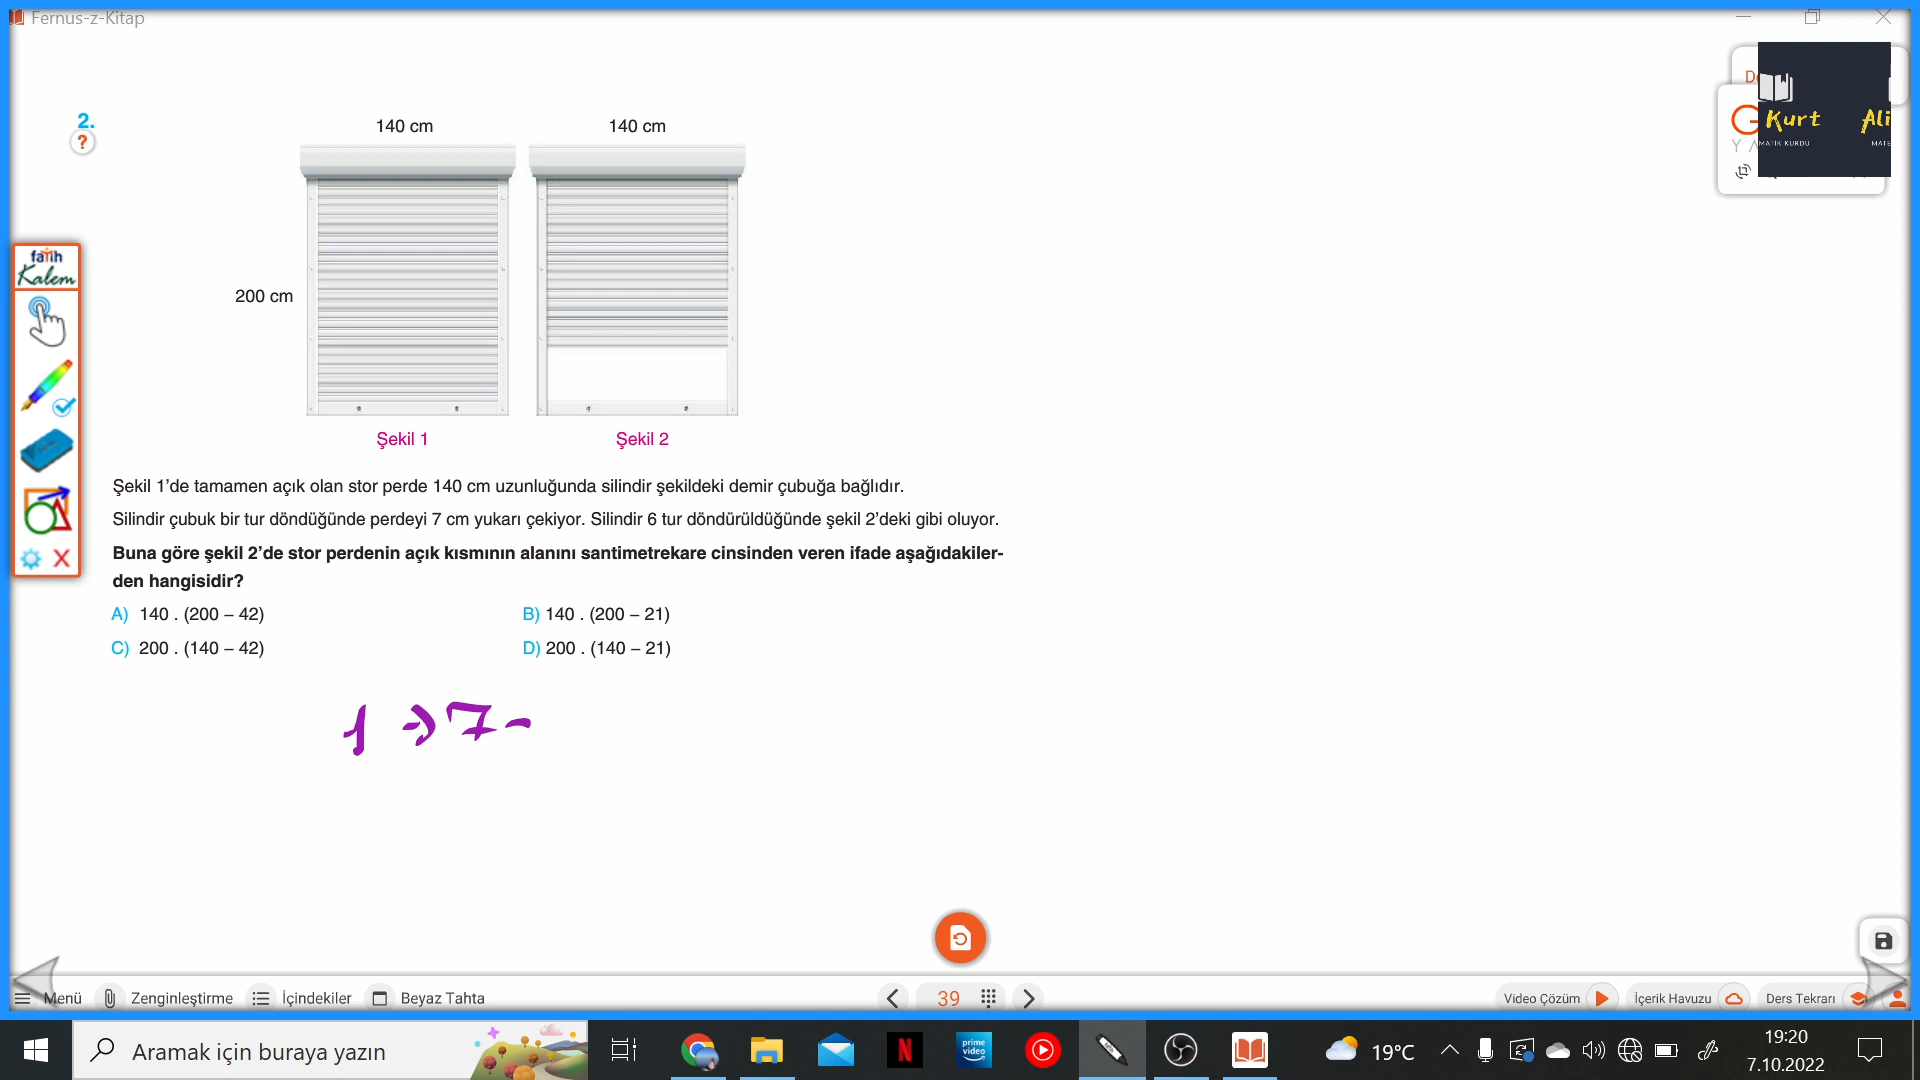 Fernus-z-Kitap
Kurt Ali
MATIK KURDU MATE
2.
?
140 cm 140 cm
200 cm
Şekil 1 Şekil 2
fatih
Kalem
Şekil 1’de tamamen açık olan stor perde 140 cm uzunluğunda silindir şekildeki demir çubuğa bağlıdır.
Silindir çubuk bir tur döndüğünde perdeyi 7 cm yukarı çekiyor. Silindir 6 tur döndürüldüğünde şekil 2’deki gibi oluyor.
Buna göre şekil 2’de stor perdenin açık kısmının alanını santimetrekare cinsinden veren ifade aşağıdakiler-
den hangisidir?
A) 140 . (200 – 42) B) 140 . (200 – 21)
C) 200 . (140 – 42) D) 200 . (140 – 21)
1 ⇒ 7 -
Menü Zenginleştirme İçindekiler Beyaz Tahta 39 Video Çözüm İçerik Havuzu Ders Tekrarı
Aramak için buraya yazın prime video 19°C 19:20
7.10.2022